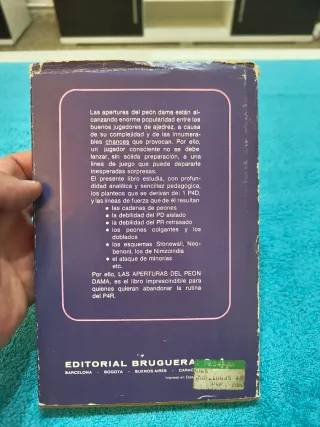 Las aperturas del peón dama están al-
canzando enorme popularidad entre los
buenos jugadores de ajedrez, a causa
de su complejidad y de las innumera-
bles chances que provocan. Por ello,
un jugador consciente no se debe
lanzar, sin sólida preparación, a una
línea de juego que puede depararle
inesperadas sorpresas.
El presente libro estudia, con profun-
didad analítica y sencillez pedagógica,
los planteos que se derivan de: 1 P4D,
y las líneas de fuerza que de él resultan
• las cadenas de peones
• la debilidad del PD aislado
• la debilidad del PR retrasado
• los peones colgantes y los
doblados
• los esquemas Stonewall, Neo-
benoni, los de Nimzoindia
• el ataque de minorías
etc.
Por ello, LAS APERTURAS DEL PEON
DAMA, es el libro imprescindible para
quienes quieran abandonar la rutina
del P4R.
EDITORIAL BRUGUERA
BARCELONA - BOGOTA - BUENOS AIRES - CARAC
Impreso en